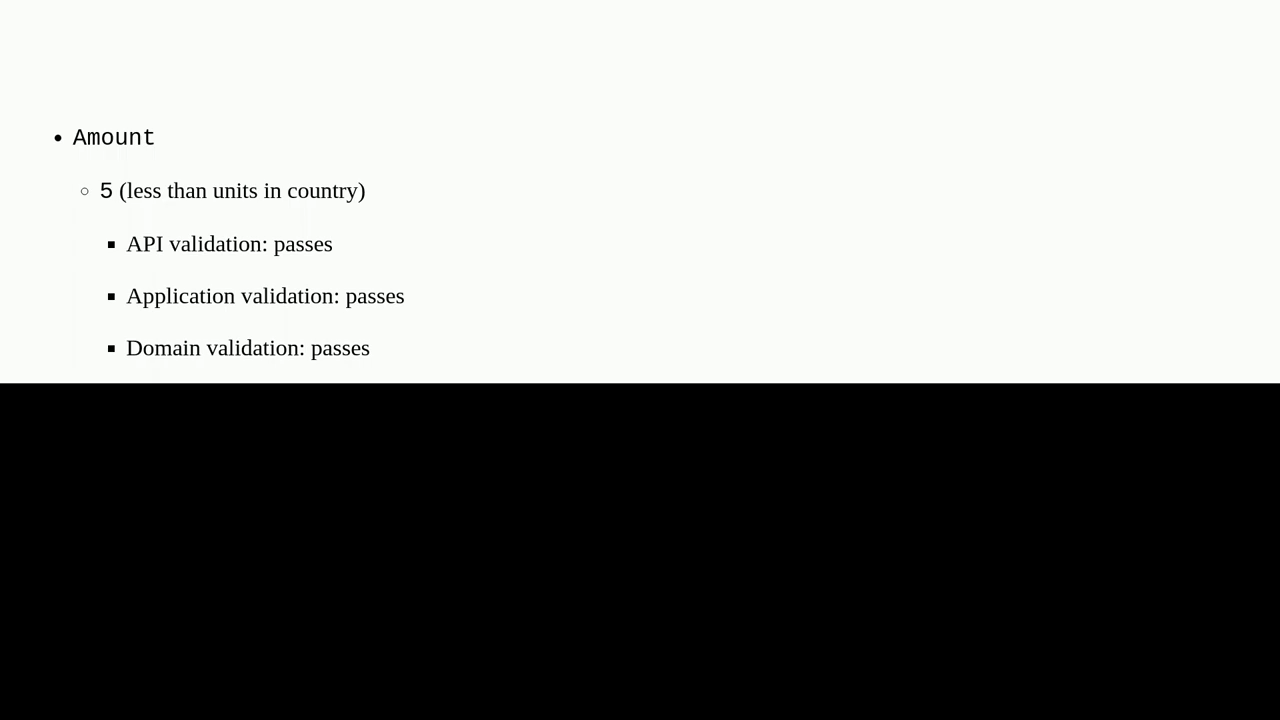 Amount
5 (less than units in country)
API validation: passes
Application validation: passes
Domain validation: passes